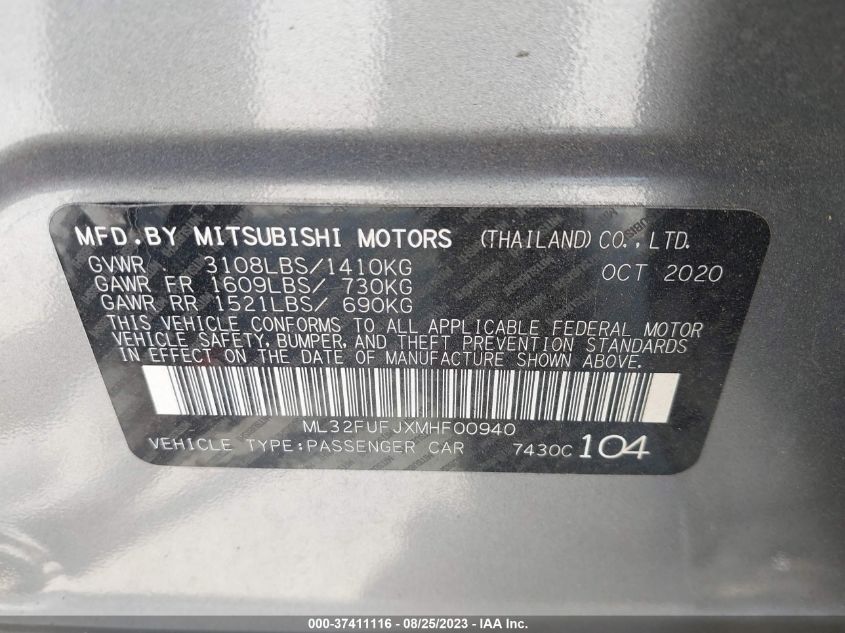 MFD.BY MITSUBISHI MOTORS (THAILAND) CO., LTD.
GVWR 3108LBS/1410KG OCT 2020
GAWR FR 1609LBS/ 730KG
GAWR RR 1521LBS/ 690KG
THIS VEHICLE CONFORMS TO ALL APPLICABLE FEDERAL MOTOR
VEHICLE SAFETY, BUMPER, AND THEFT PREVENTION STANDARDS
IN EFFECT ON THE DATE OF MANUFACTURE SHOWN ABOVE.
ML32FUFJXMHF00940
VEHICLE TYPE:PASSENGER CAR 7430C 104
000-37411116 - 08/25/2023 - IAA Inc.